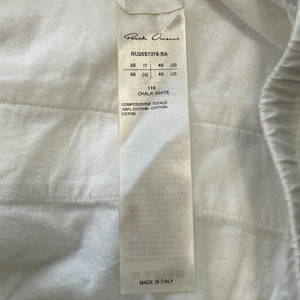 Rick Owens
RU20S7378-BA
50 IT 40 GB
50 DE 40 US
110
CHALK WHITE
COMPOSIZIONE TOTALE: -
100% COTONE - COTTON
COTON
MADE IN ITALY